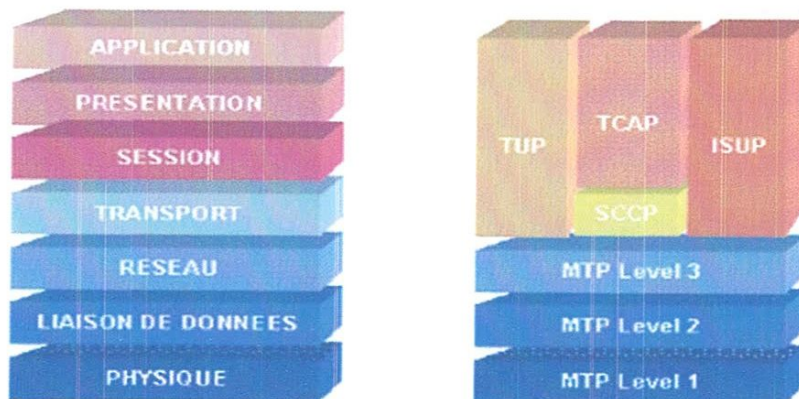 APPLICATION
PRESENTATION
SESSION
TRANSPORT
RESEAU
LIAISON DE DONNEES
PHYSIQUE
TUP
TCAP
ISUP
SCCP
MTP Level 3
MTP Level 2
MTP Level 1